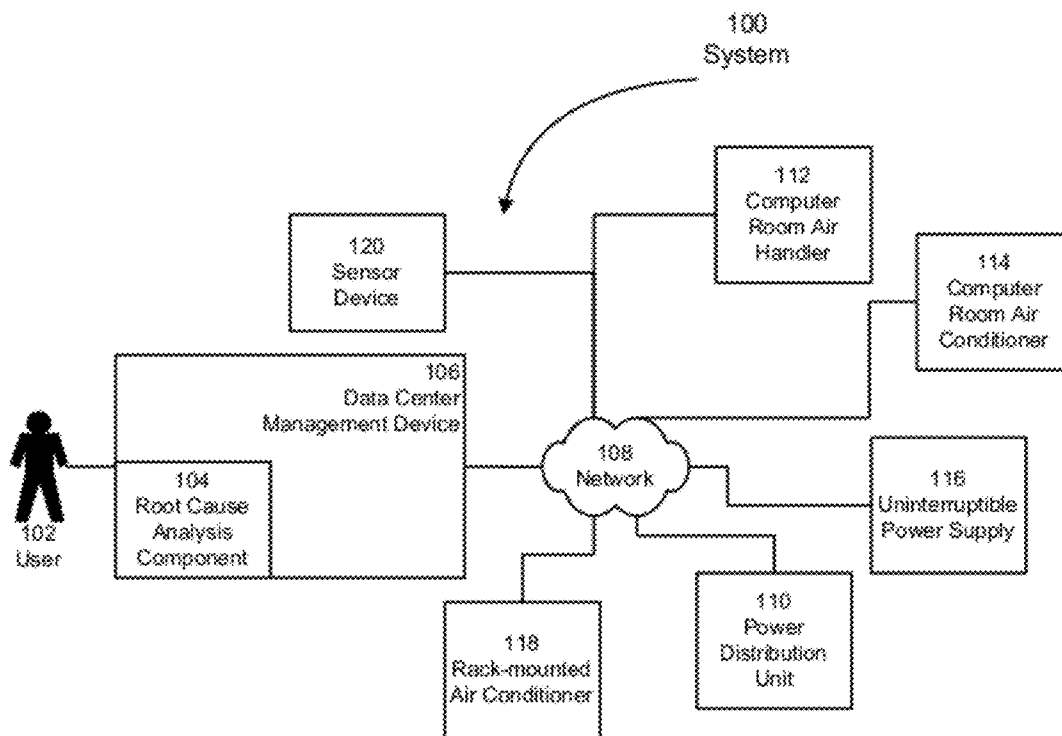 100
System
112
Computer
Room Air
Handler
120
Sensor
Device
114
Computer
Room Air
Conditioner
106
Data Center
Management Device
108
Network
104
Root Cause
Analysis
Component
102
User
116
Uninterruptible
Power Supply
110
Power
Distribution
Unit
118
Rack-mounted
Air Conditioner